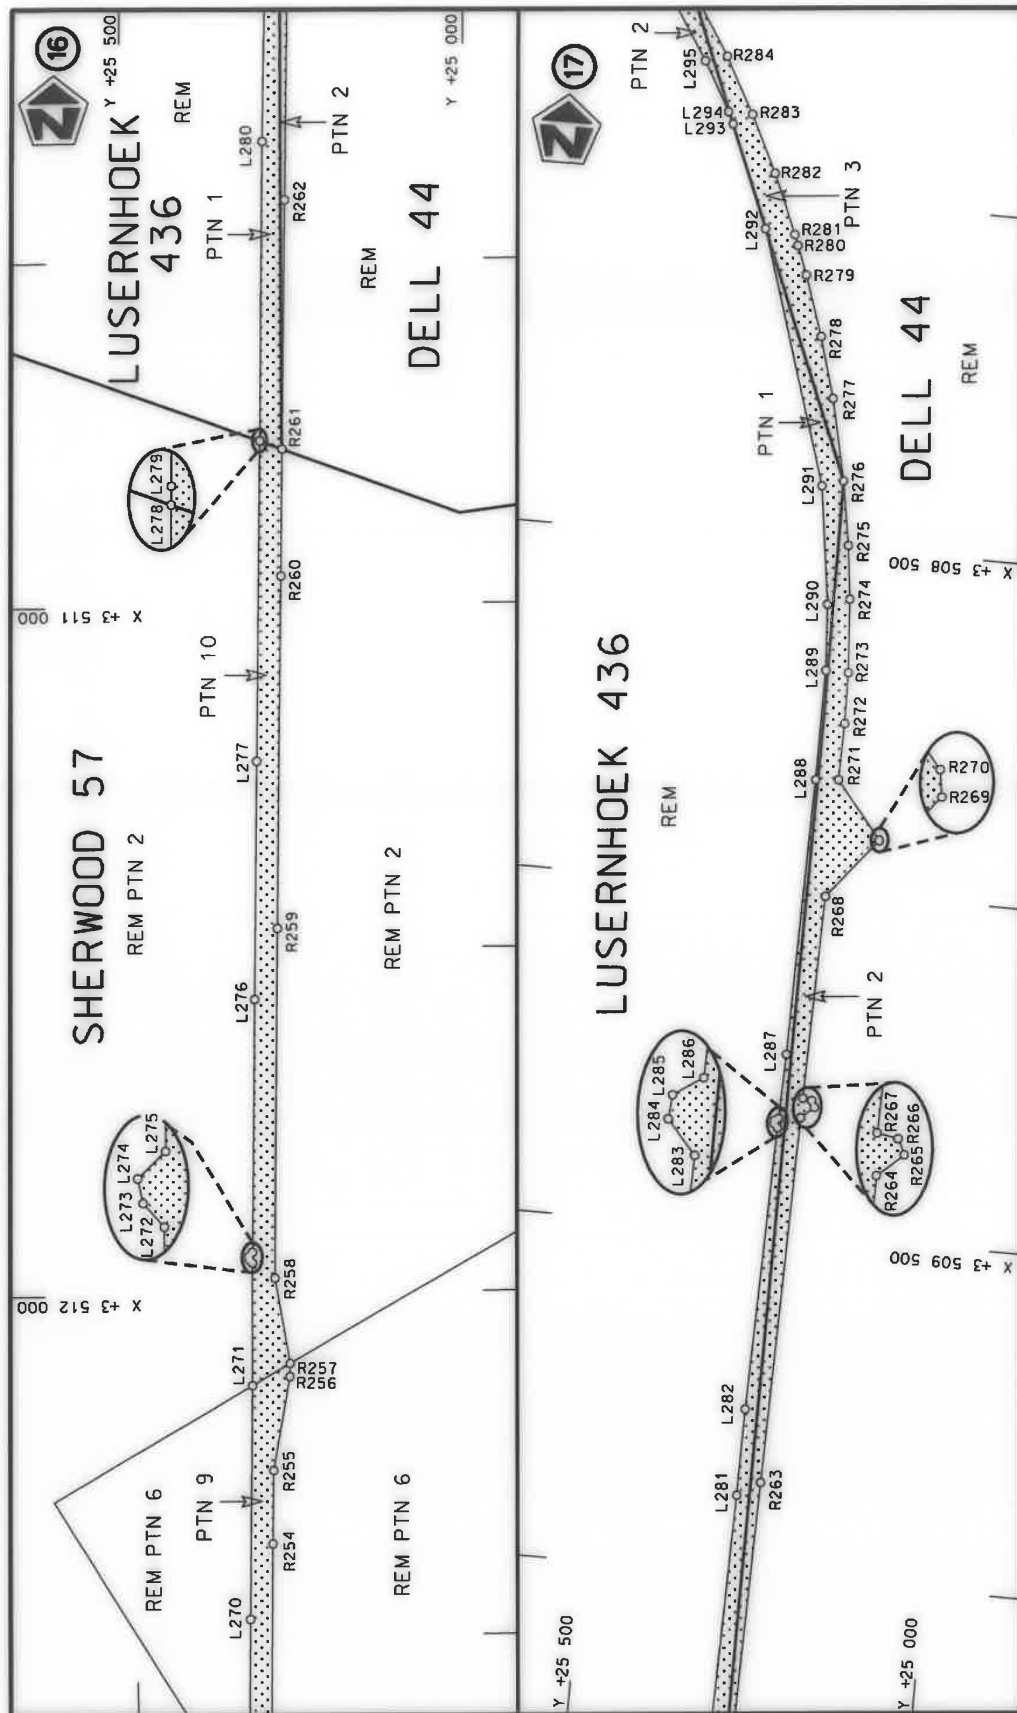 16
Y +25 500
LUSERNHOEK
436
REM
PTN 1
L280
R262
PTN 2
Y +25 000
REM
DELL 44
L278
L279
R261
R260
X +3 511 000
PTN 10
SHERWOOD 57
REM PTN 2
L277
L276
R259
REM PTN 2
L272
L273
L274
L275
R258
X +3 512 000
L271
R257
R256
REM PTN 6
PTN 9
R255
R254
L270
REM PTN 6
17
PTN 2
L295
R284
L294
L293
R283
R282
L292
PTN 3
R281
R280
R279
R278
PTN 1
R277
DELL 44
REM
L291
R276
R275
X +3 508 500
L290
R274
LUSERNHOEK 436
REM
L289
R273
R272
L288
R271
R270
R269
R268
PTN 2
L287
L283
L284
L285
L286
R264
R265
R266
R267
X +3 509 500
L282
L281
R263
Y +25 500
Y +25 000